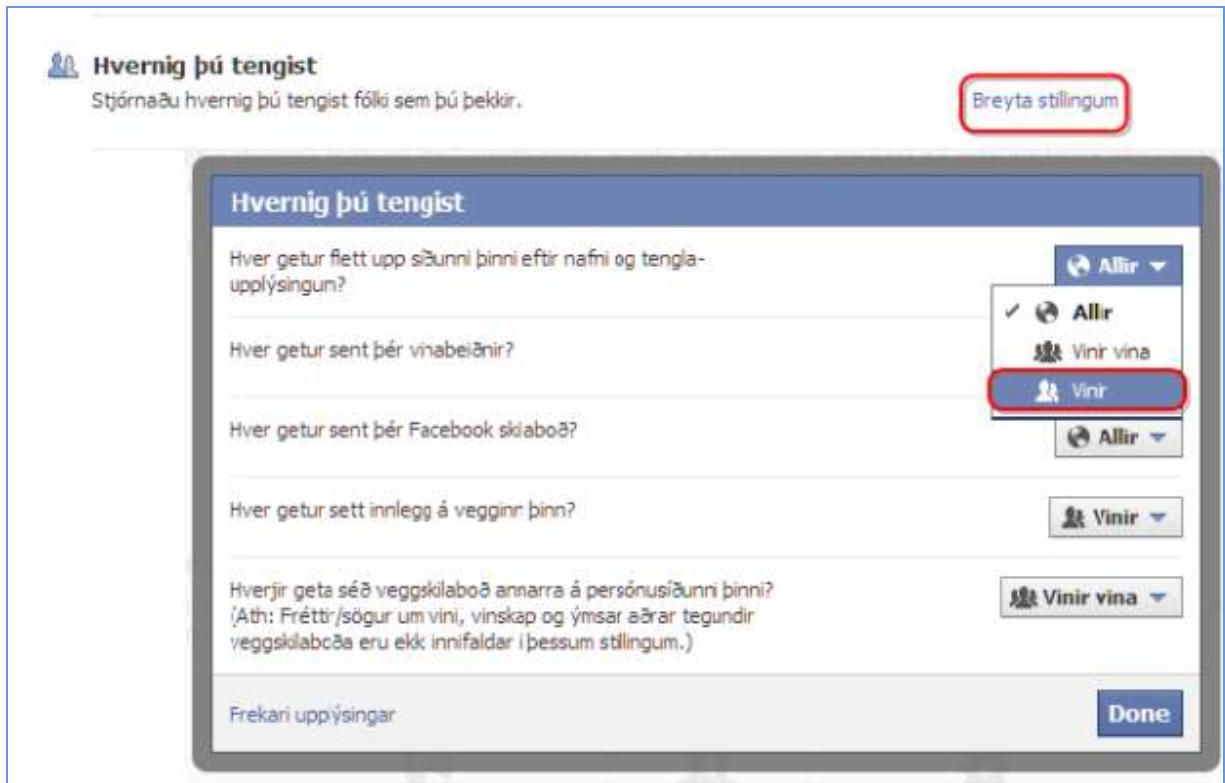 Hvernig þú tengist
Stjórnaðu hvernig þú tengist fólki sem þú þekkir.
Breyta stillingum
Hvernig þú tengist
Hver getur flett upp síðunni þinni eftir nafni og tengla-
upplýsingun?
Allir
Allir
Vinir vina
Vinir
Hver getur sent þér vinabeiðnir?
Hver getur sent þér Facebook skilaboð?
Allir
Hver getur sett innlegg á vegginn þinn?
Vinir
Hverjir geta séð veggskilaboð annarra á persónusíðunni þinni?
(Ath: Fréttir/sögur um vini, vinskap og ýmsar aðrar tegundir
veggskilaboða eru ekki innifaldar í þessum stillingum.)
Vinir vina
Frekari upplýsingar
Done